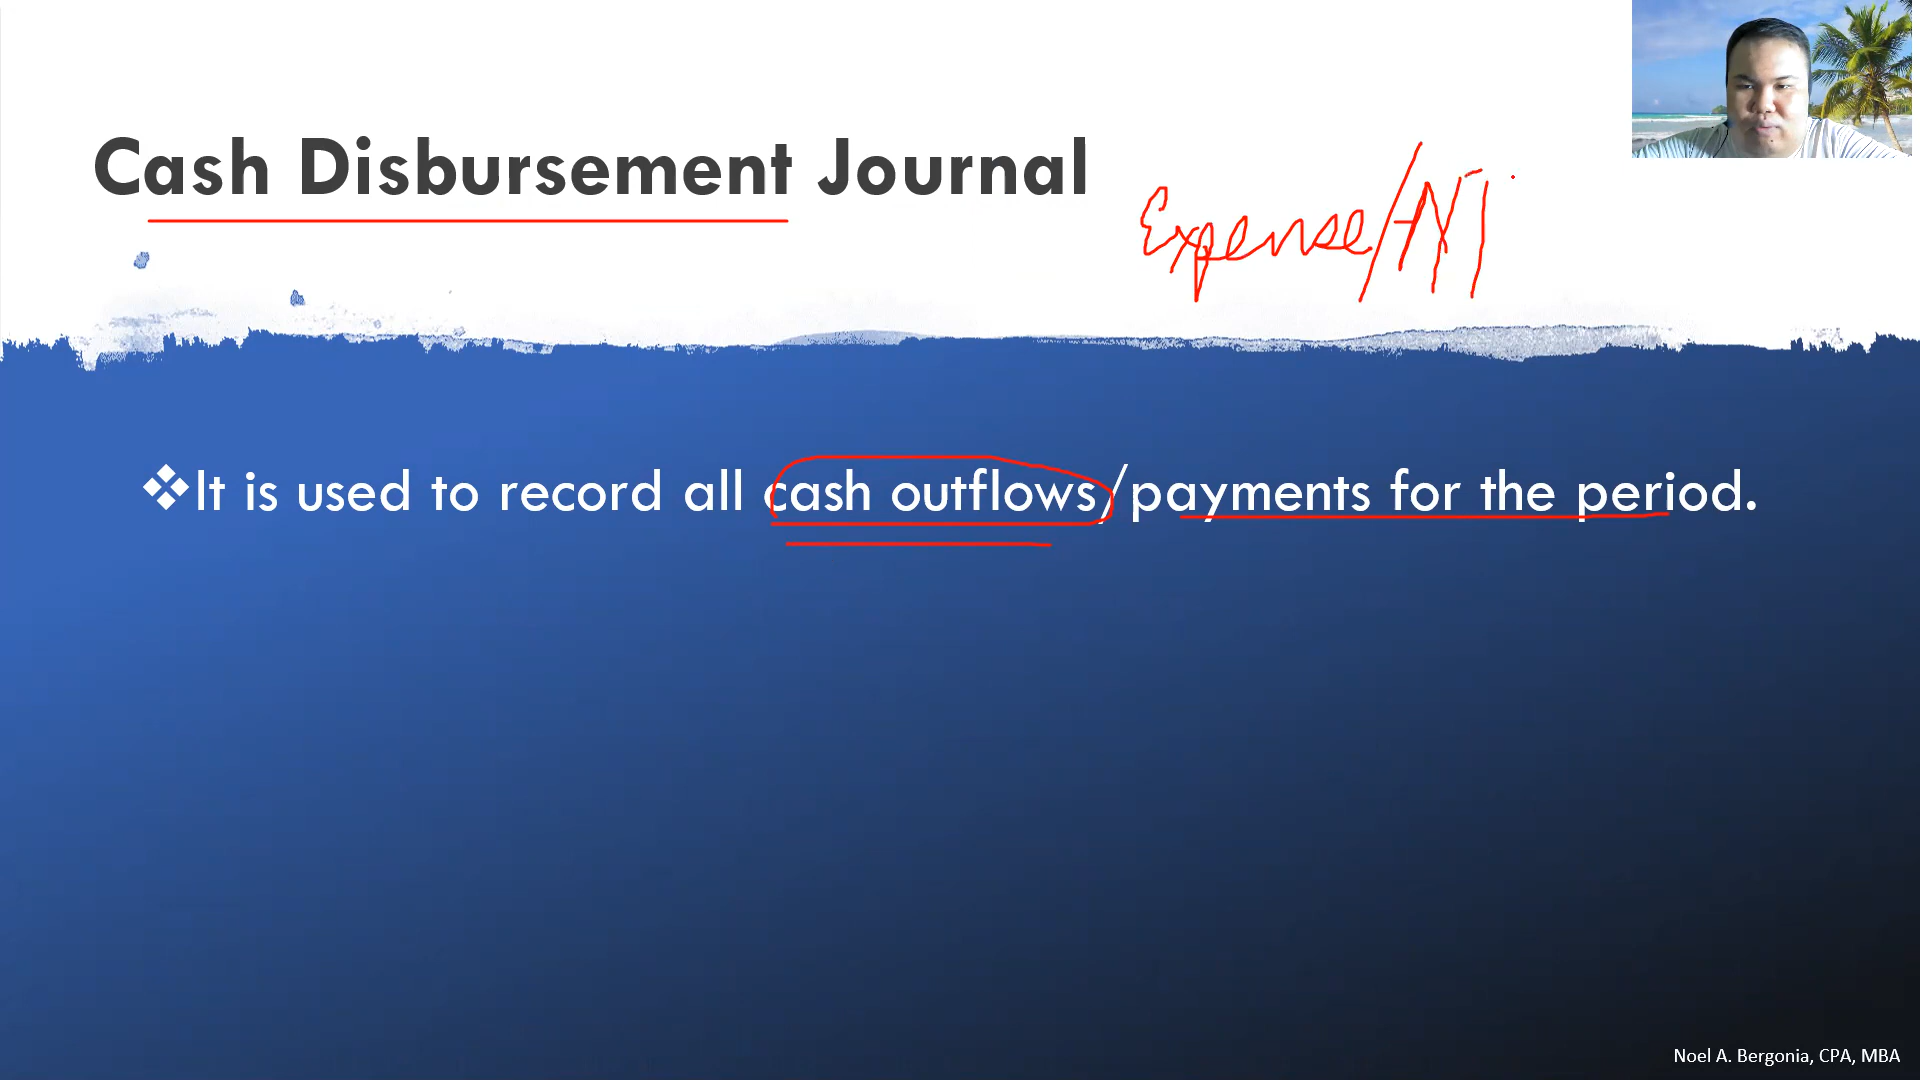 Cash Disbursement Journal
Expense/
❖It is used to record all cash outflows/payments for the period.
Noel A. Bergonia, CPA, MBA